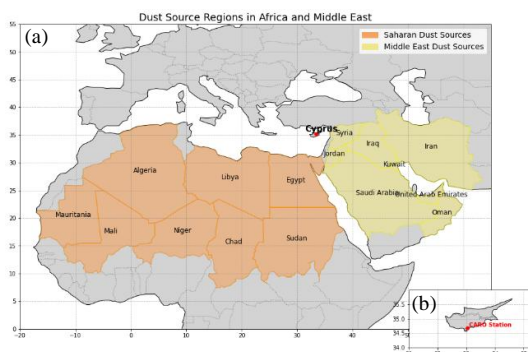 Dust Source Regions in Africa and Middle East
(a)
Saharan Dust Sources
Middle East Dust Sources
Cyprus
Syria
Iraq
Iran
Jordan
Kuwait
Algeria
Libya
Egypt
Saudi Arabia
United Arab Emirates
Oman
Mauritania
Mali
Niger
Chad
Sudan
55
50
45
40
35
30
25
20
15
10
5
0
-20
-10
0
10
20
30
40
50
(b)
35.5
35.0
34.5
34.0
CARO Station